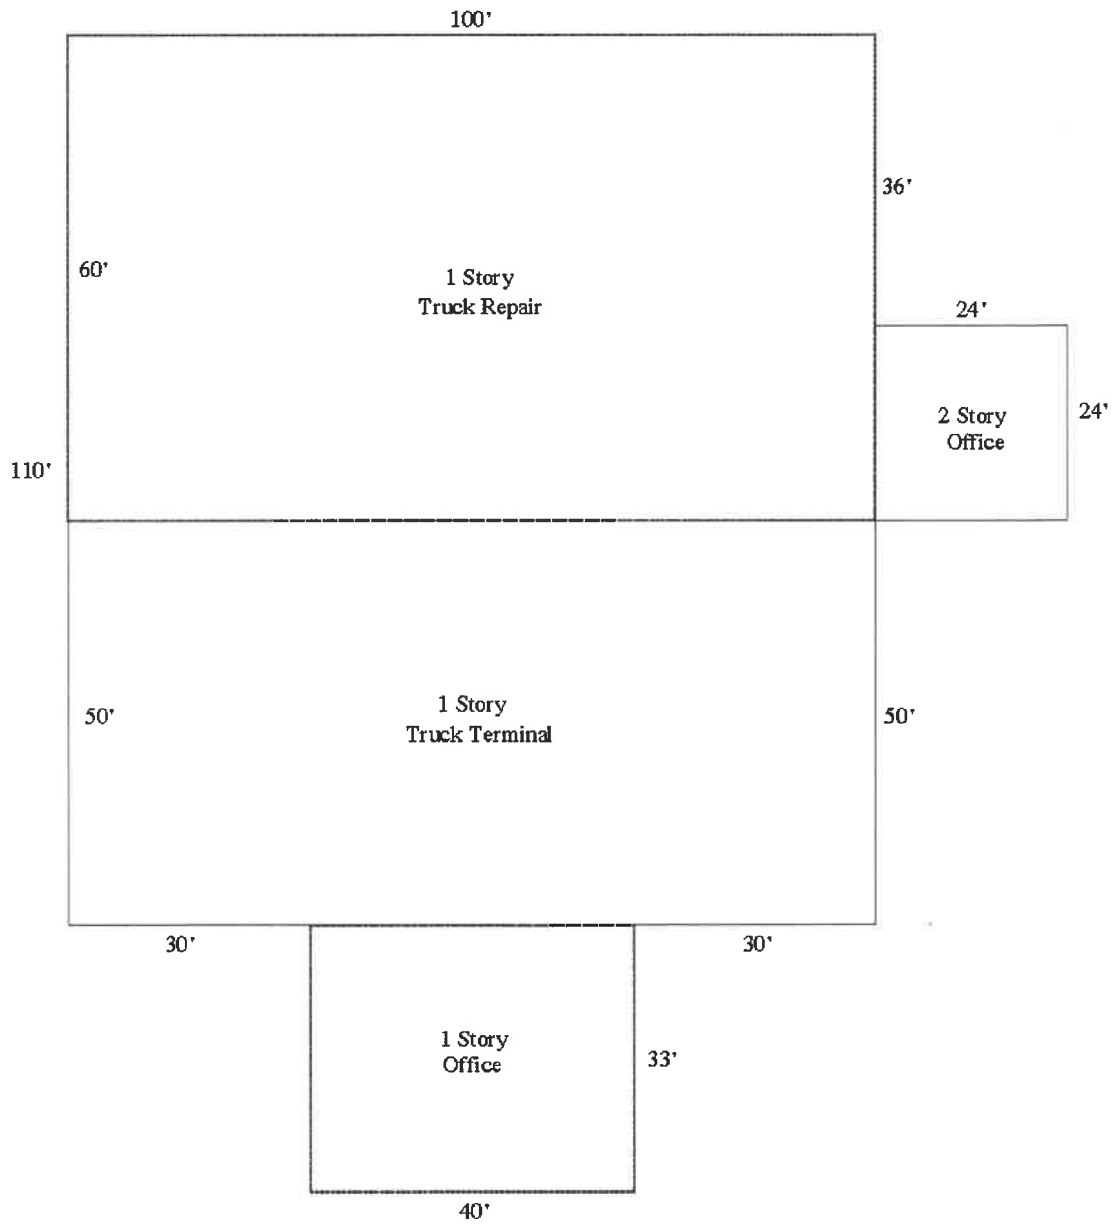 100'
36'
60'
1 Story
Truck Repair
24'
2 Story
Office
24'
110'
50'
1 Story
Truck Terminal
50'
30'
30'
1 Story
Office
33'
40'